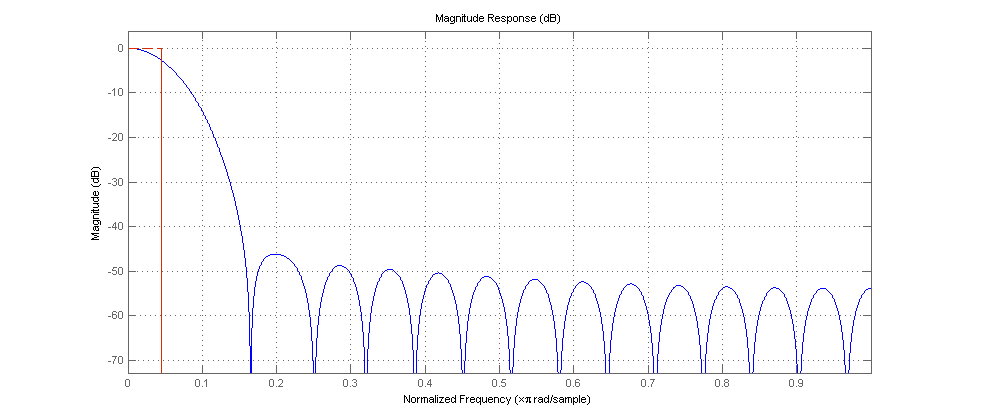 Magnitude Response (dB)
0
-10
-20
-30
-40
-50
-60
-70
Magnitude (dB)
0 0.1 0.2 0.3 0.4 0.5 0.6 0.7 0.8 0.9
Normalized Frequency (×π rad/sample)